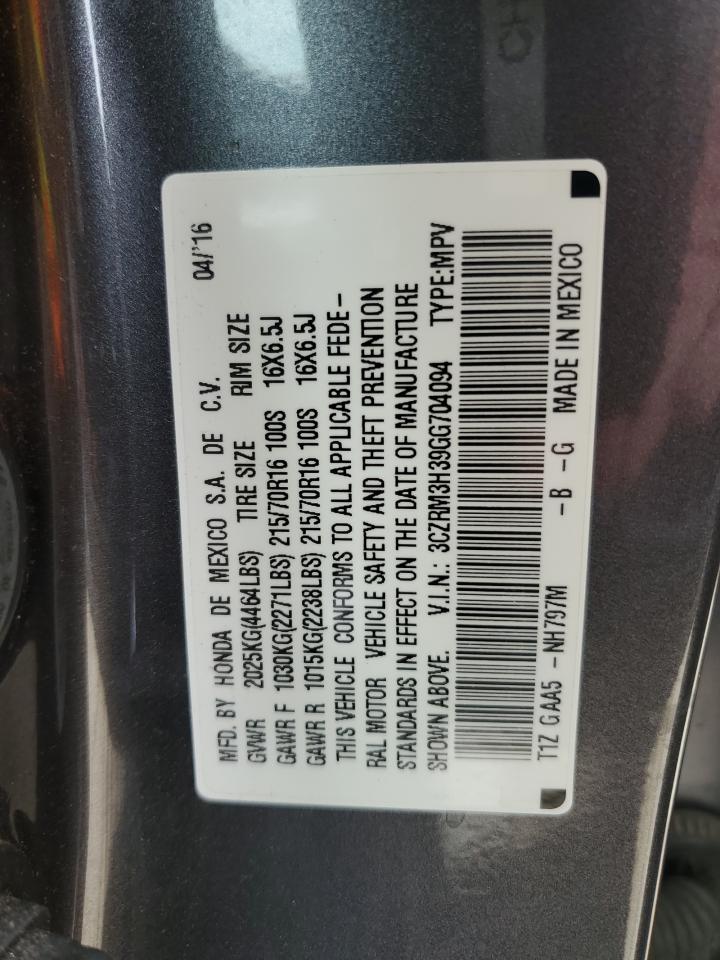 MFD. BY HONDA DE MEXICO S.A. DE C.V. 04/'16
GVWR 2025KG(4464LBS) TIRE SIZE RIM SIZE
GAWR F 1030KG(2271LBS) 215/70R16 100S 16X6.5J
GAWR R 1015KG(2238LBS) 215/70R16 100S 16X6.5J
THIS VEHICLE CONFORMS TO ALL APPLICABLE FEDE-
RAL MOTOR VEHICLE SAFETY AND THEFT PREVENTION
STANDARDS IN EFFECT ON THE DATE OF MANUFACTURE
SHOWN ABOVE. V.I.N.: 3CZRM3H39GG704094 TYPE:MPV
T1Z GAA5 -NH797M -B -G MADE IN MEXICO